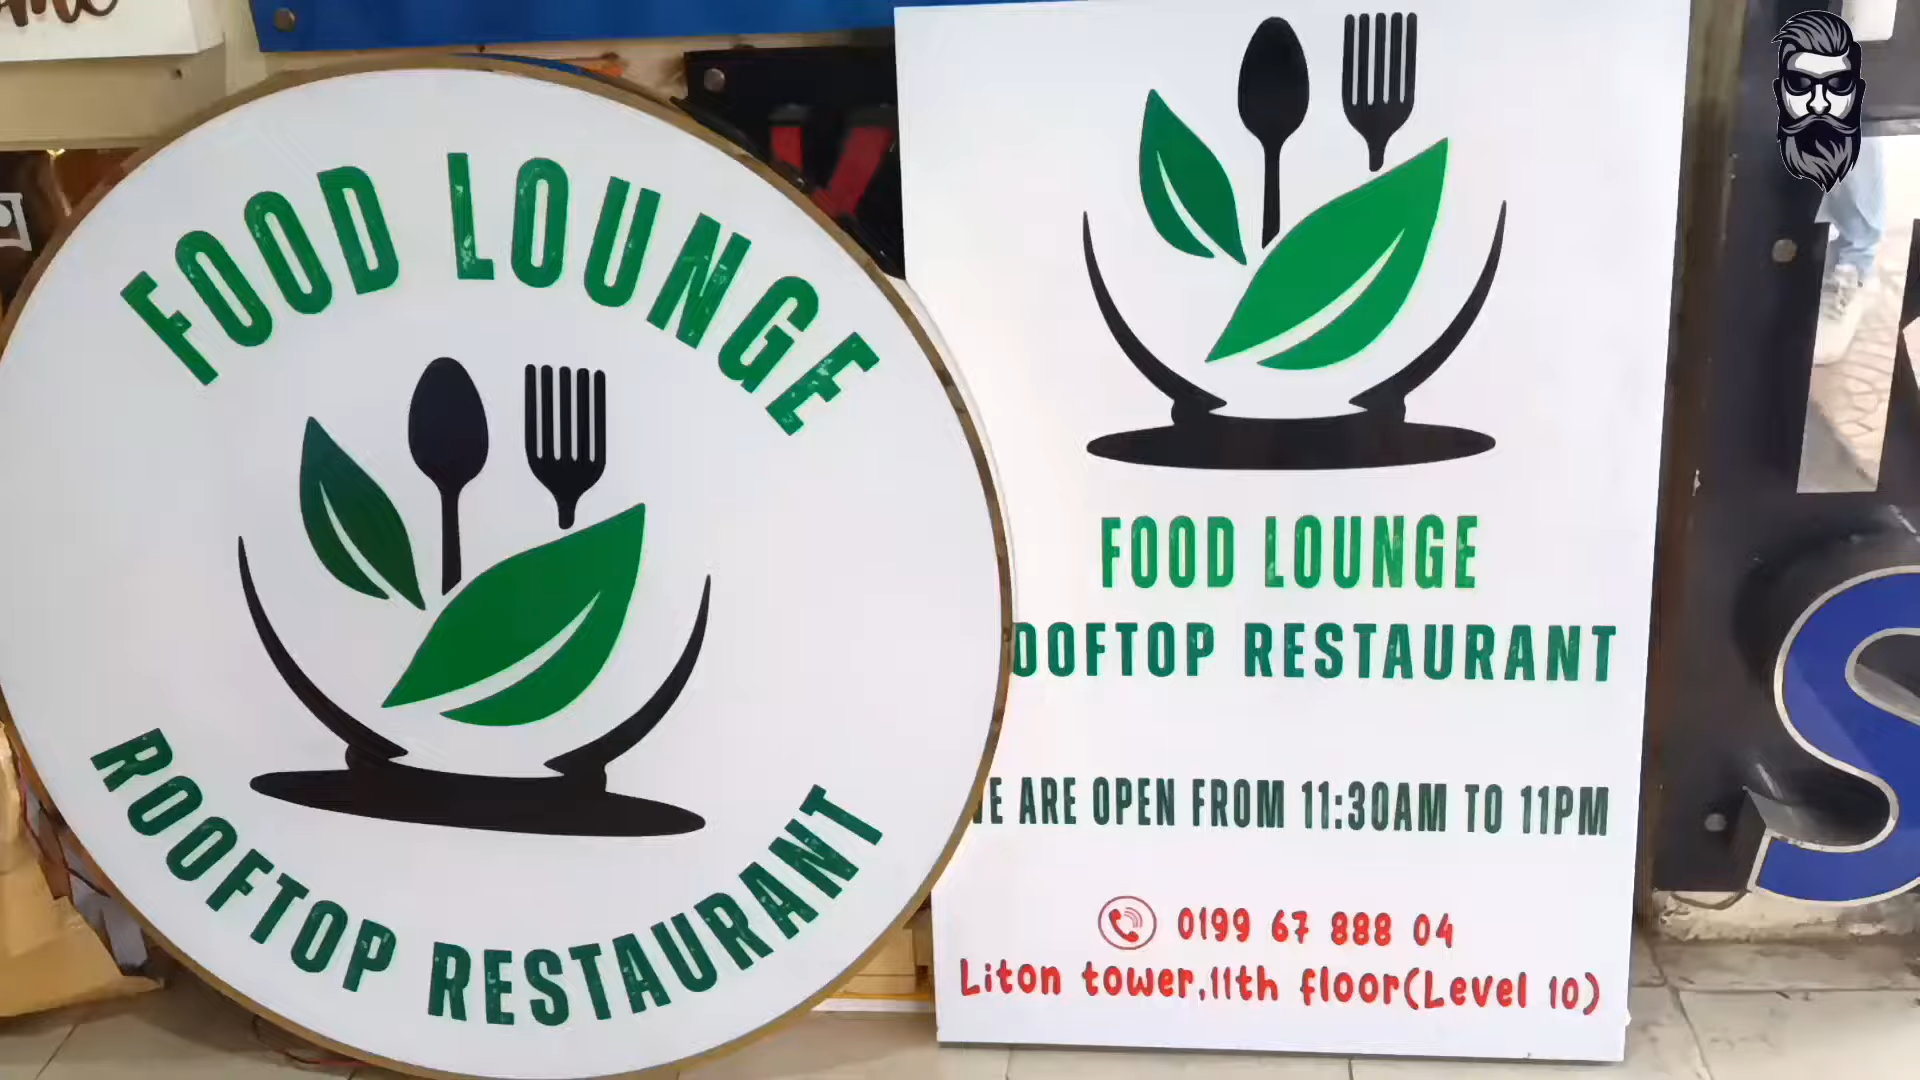 FOOD LOUNGE
ROOFTOP RESTAURANT
FOOD LOUNGE
OOFTOP RESTAURANT
E ARE OPEN FROM 11:30AM TO 11PM
0199 67 888 04
Liton tower,11th floor(Level 10)
S